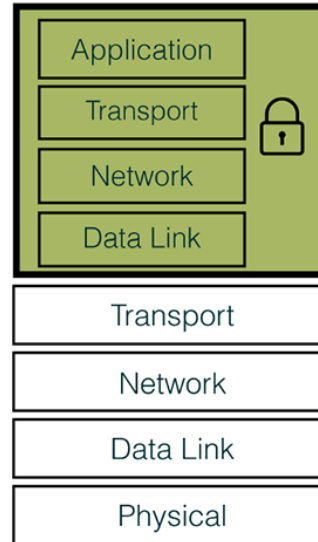 Application
Transport
Network
Data Link
Transport
Network
Data Link
Physical